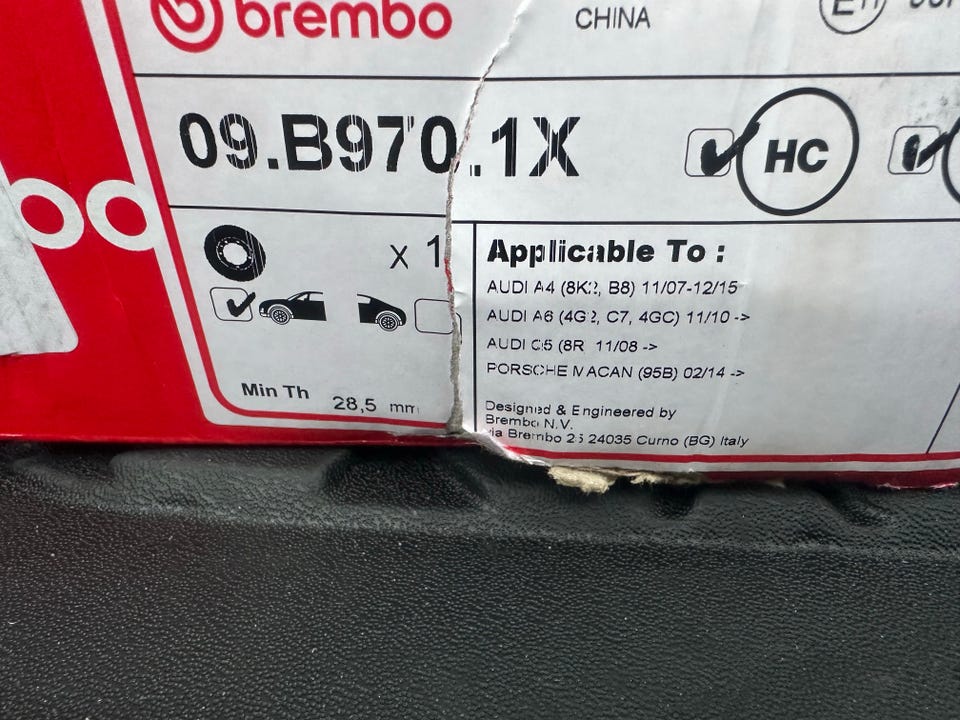 brembo
CHINA
E11
09.B970.1X
HC
x 1
Applicable To :
AUDI A4 (8K2, B8) 11/07-12/15
AUDI A6 (4G2, C7, 4GC) 11/10 ->
AUDI Q5 (8R 11/08 ->
PORSCHE MACAN (95B) 02/14 ->
Min Th 28,5 mm
Designed & Engineered by
Brembo N.V.
via Brembo 25 24035 Curno (BG) Italy